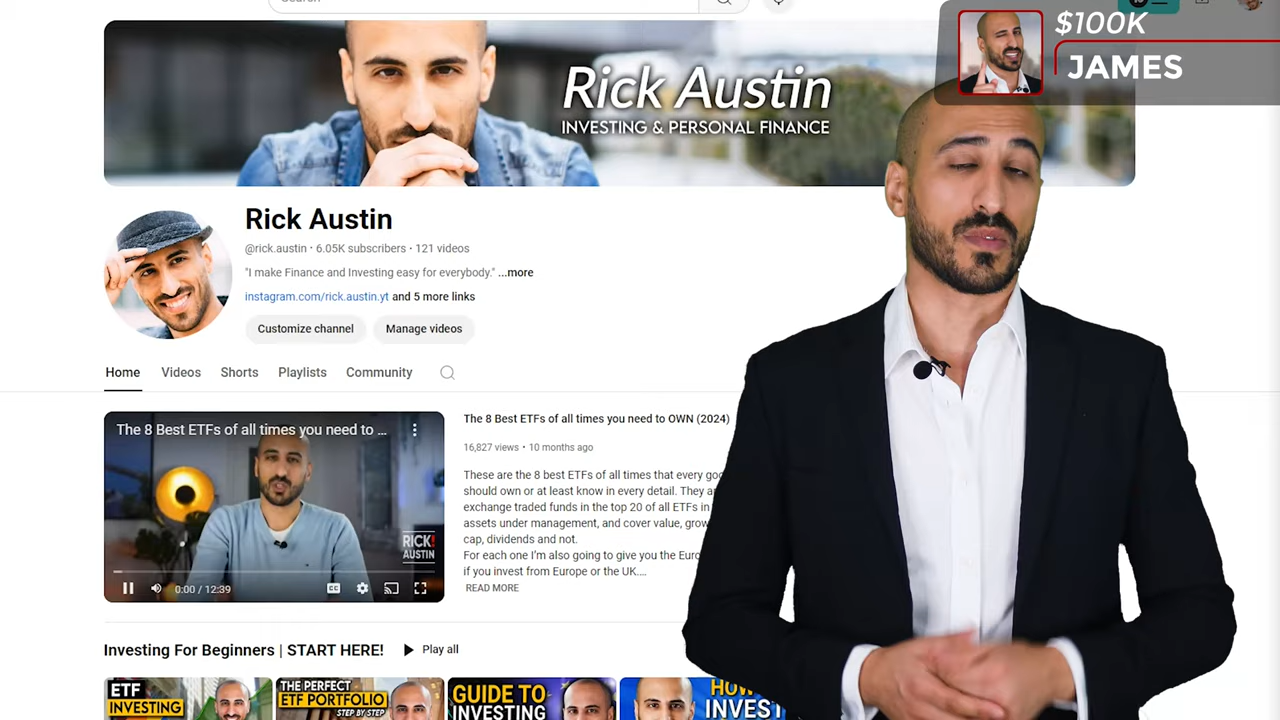 Search
$100K
JAMES
Rick Austin
INVESTING & PERSONAL FINANCE
Rick Austin
@rick.austin · 6.05K subscribers · 121 videos
"I make Finance and Investing easy for everybody." ...more
instagram.com/rick.austin.yt and 5 more links
Customize channel
Manage videos
Home
Videos
Shorts
Playlists
Community
The 8 Best ETFs of all times you need to ...
RICK!
AUSTIN
0:00 / 12:39
The 8 Best ETFs of all times you need to OWN (2024)
16,827 views · 10 months ago
These are the 8 best ETFs of all times that every
should own or at least know in every detail. They
exchange traded funds in the top 20 of all ETFs in
assets under management, and cover value,
cap, dividends and not.
For each one I'm also going to give you the
if you invest from Europe or the UK....
READ MORE
Investing For Beginners | START HERE!
Play all
ETF
INVESTING
THE PERFECT
ETF PORTFOLIO
STEP BY STEP
GUIDE TO
INVESTING